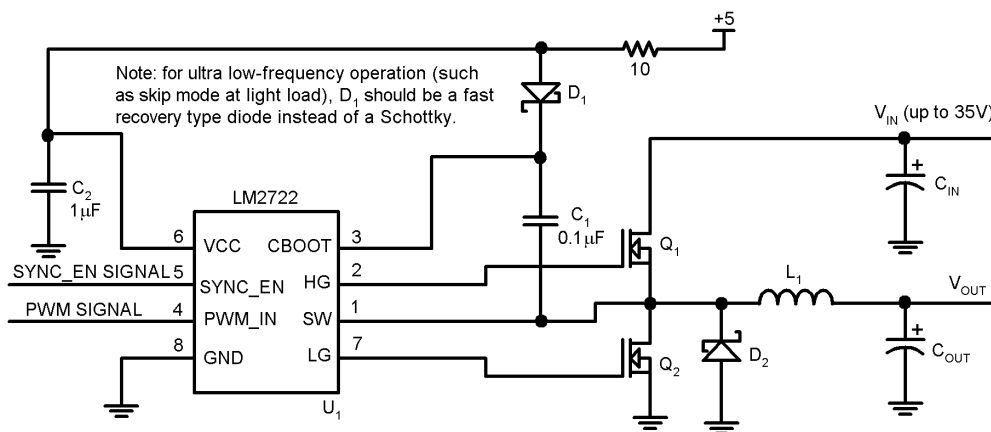 +5
10
Note: for ultra low-frequency operation (such
as skip mode at light load), D1 should be a fast
recovery type diode instead of a Schottky.
D1
VIN (up to 35V)
+
CIN
C2
1μF
LM2722
C1
0.1μF
6 VCC
CBOOT 3
Q1
SYNC_EN SIGNAL 5 SYNC_EN
HG 2
L1
VOUT
PWM SIGNAL 4 PWM_IN
SW 1
+
COUT
8 GND
LG 7
Q2
D2
U1